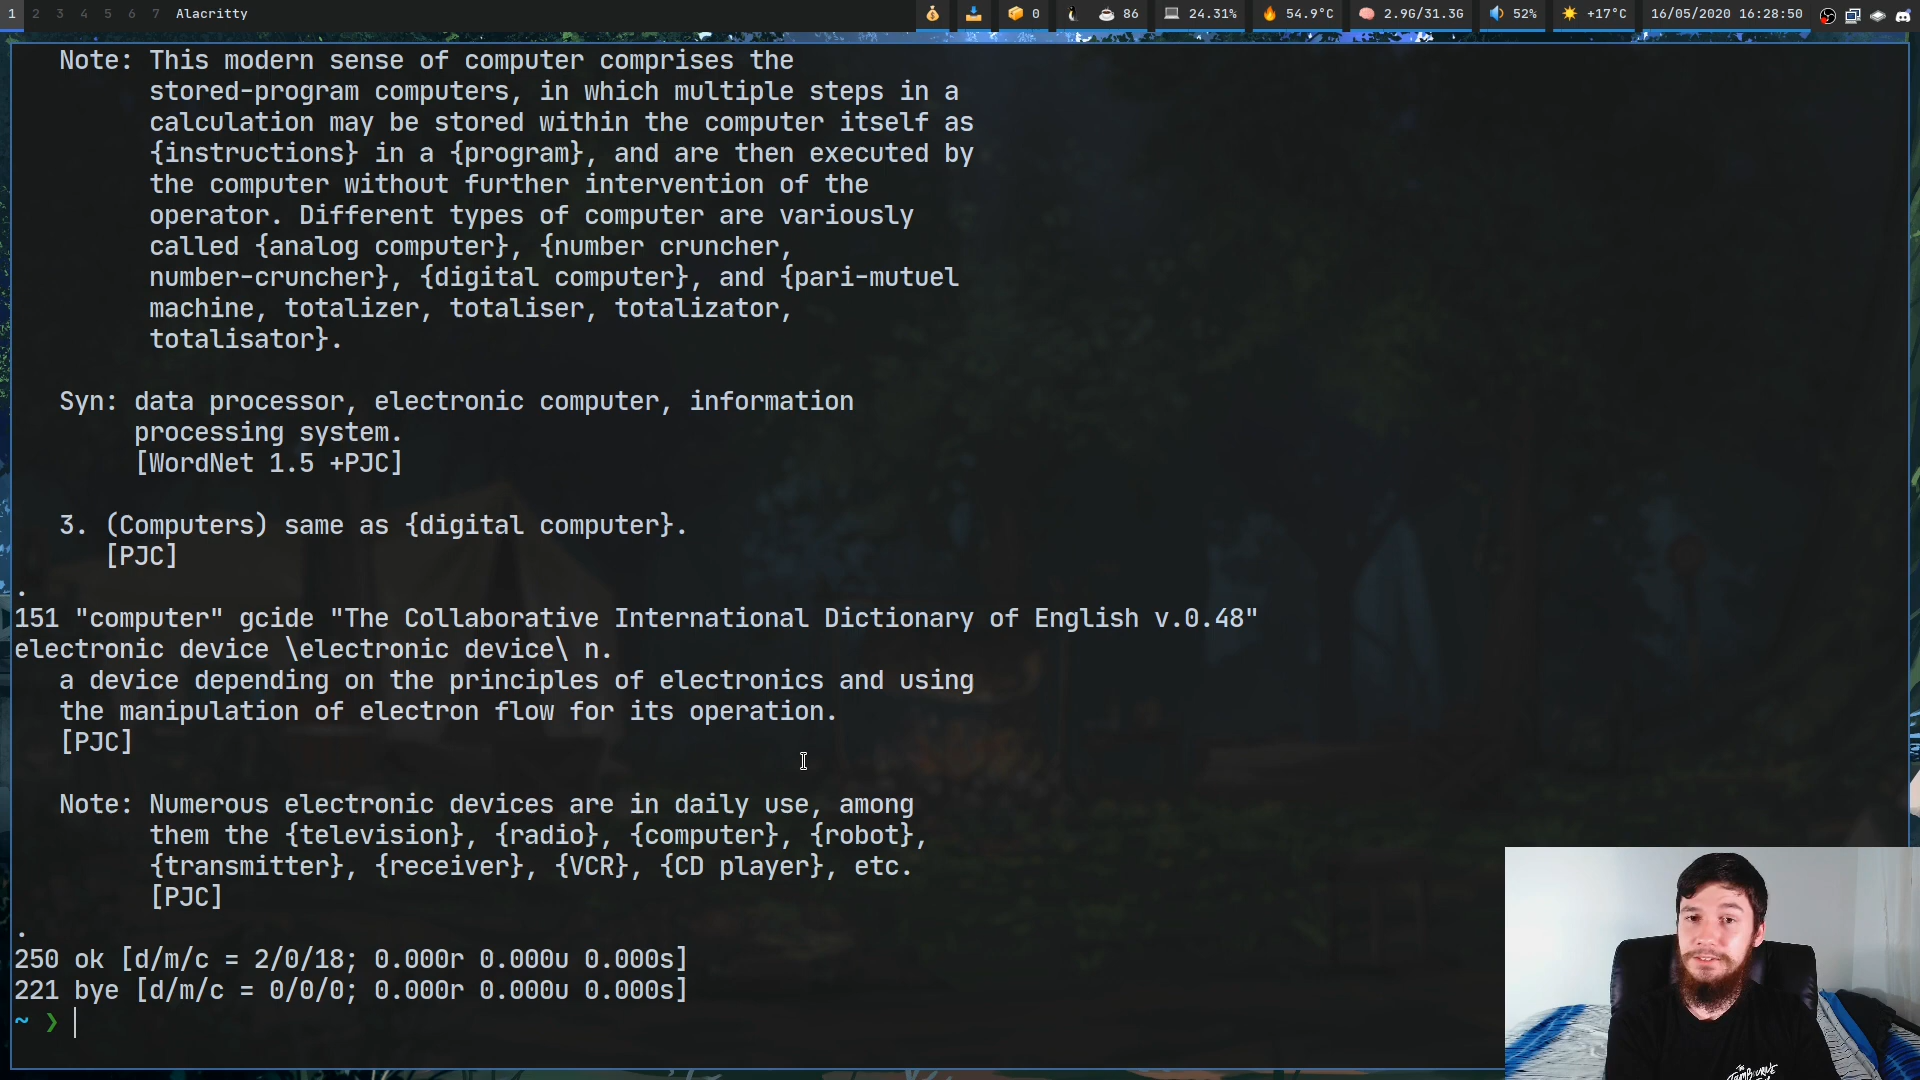 1 2 3 4 5 6 7 Alacritty 0 86 24.31% 54.9°C 2.9G/31.3G 52% +17°C 16/05/2020 16:28:50
Note: This modern sense of computer comprises the
stored-program computers, in which multiple steps in a
calculation may be stored within the computer itself as
{instructions} in a {program}, and are then executed by
the computer without further intervention of the
operator. Different types of computer are variously
called {analog computer}, {number cruncher,
number-cruncher}, {digital computer}, and {pari-mutuel
machine, totalizer, totaliser, totalizator,
totalisator}.
Syn: data processor, electronic computer, information
processing system.
[WordNet 1.5 +PJC]
3. (Computers) same as {digital computer}.
[PJC]
.
151 "computer" gcide "The Collaborative International Dictionary of English v.0.48"
electronic device \electronic device\ n.
a device depending on the principles of electronics and using
the manipulation of electron flow for its operation.
[PJC]
Note: Numerous electronic devices are in daily use, among
them the {television}, {radio}, {computer}, {robot},
{transmitter}, {receiver}, {VCR}, {CD player}, etc.
[PJC]
.
250 ok [d/m/c = 2/0/18; 0.000r 0.000u 0.000s]
221 bye [d/m/c = 0/0/0; 0.000r 0.000u 0.000s]
~ ❯